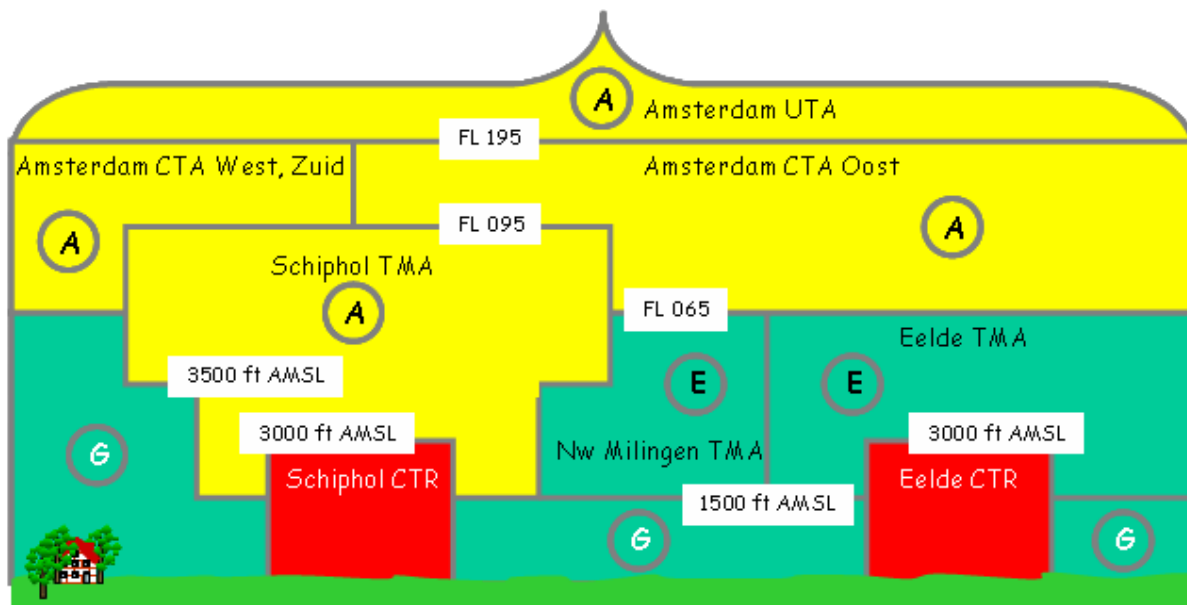 A
Amsterdam UTA
FL 195
Amsterdam CTA West, Zuid
Amsterdam CTA Oost
A
FL 095
A
Schiphol TMA
A
FL 065
Eelde TMA
3500 ft AMSL
E
E
3000 ft AMSL
3000 ft AMSL
G
Nw Milingen TMA
Schiphol CTR
Eelde CTR
1500 ft AMSL
G
G